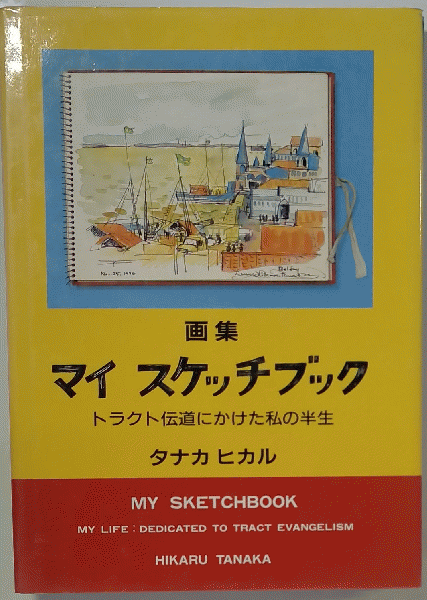 画集
マイ スケッチブック
トラクト伝道にかけた私の半生
タナカ ヒカル
MY SKETCHBOOK
MY LIFE : DEDICATED TO TRACT EVANGELISM
HIKARU TANAKA